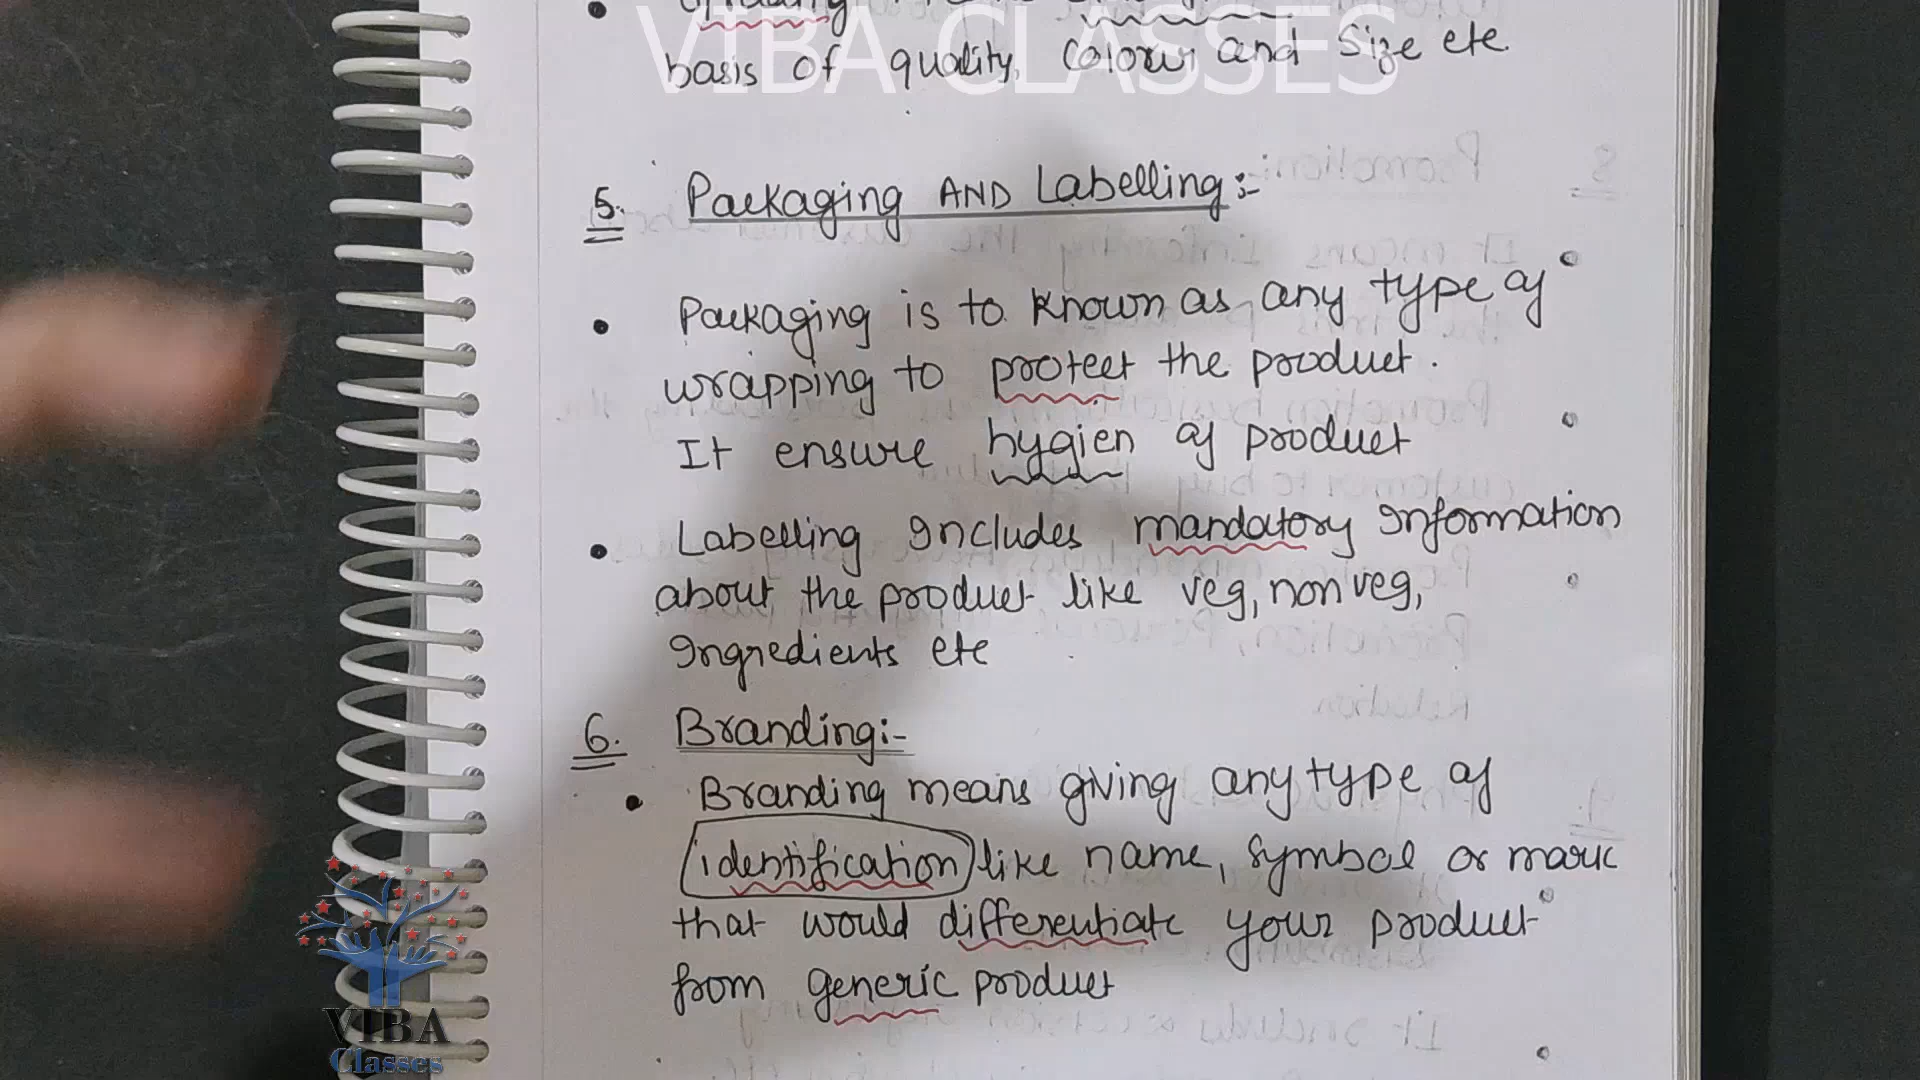 VIBA CLASSES
basis of quality, colour and Size etc.
5. Packaging AND Labelling:-
• Packaging is to known as any type of
wrapping to protect the product.
It ensure hygien of product
• Labelling Includes mandatory Information
about the product like veg, non veg,
Ingredients etc
6. Branding:-
• Branding means giving any type of
identification like name, Symbol or mark
that would differentiate your product
from generic product
VIBA
Classes